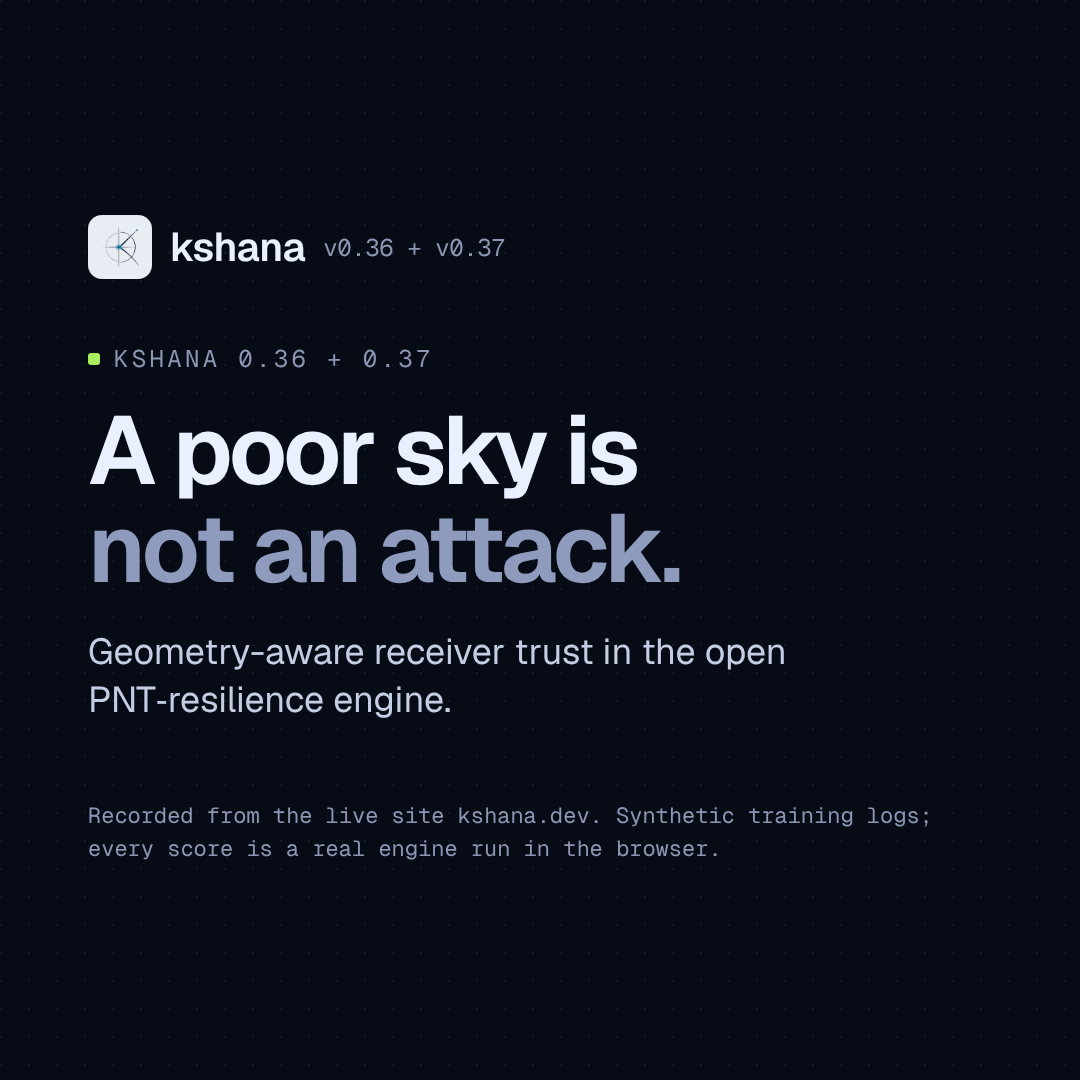 kshana v0.36 + v0.37
KSHANA 0.36 + 0.37
A poor sky is
not an attack.
Geometry-aware receiver trust in the open
PNT-resilience engine.
Recorded from the live site kshana.dev. Synthetic training logs;
every score is a real engine run in the browser.